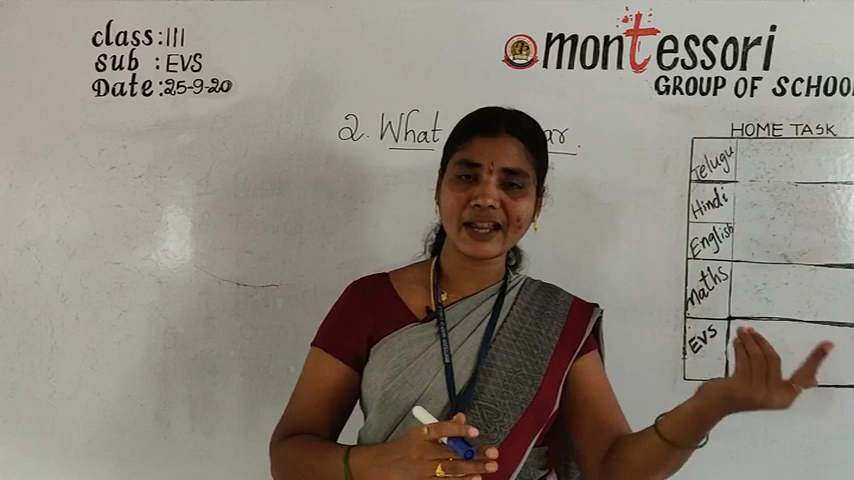 class:III
sub : EVS
Date:25-9-20
montessori
GROUP OF SCHOO
2. What
ar.
HOME TASK
Telugu
Hindi
English
Maths
EVS